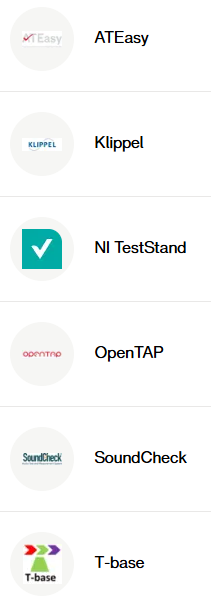 ATEasy
ATEasy
KLIPPEL
Klippel
NI TestStand
OPENTAP
OpenTAP
SoundCheck
SoundCheck
T-base
T-base